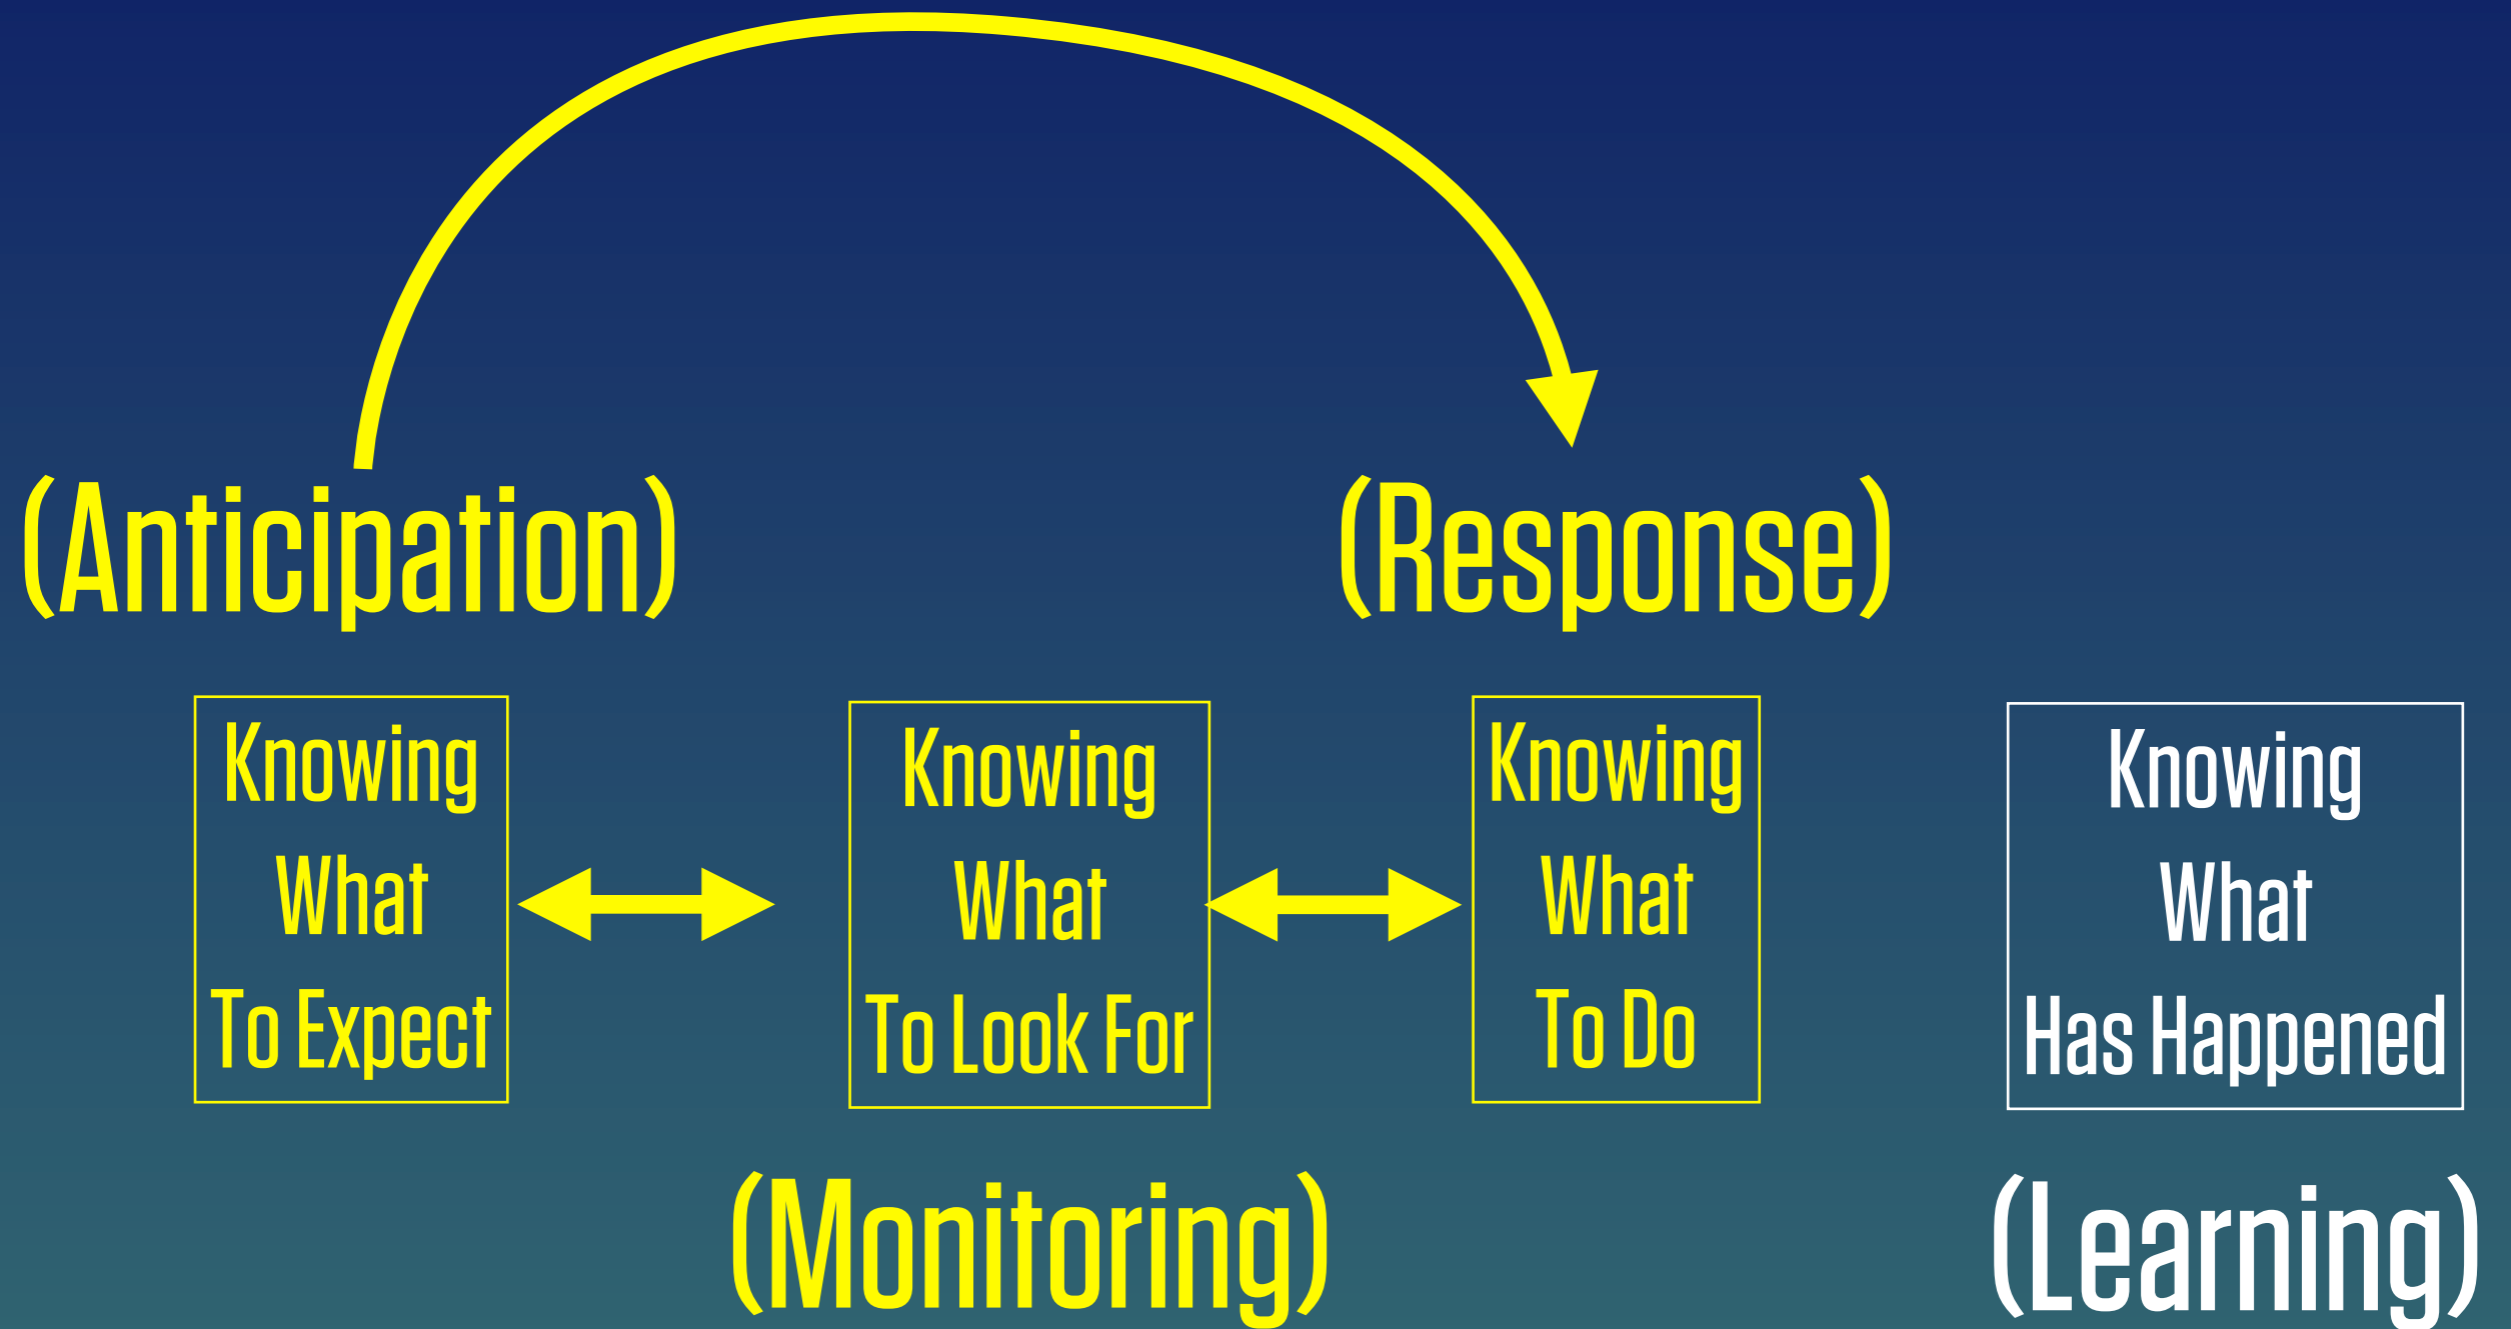 (Anticipation)
(Response)
Knowing
What
To Expect
Knowing
What
To Look For
Knowing
What
To Do
Knowing
What
Has Happened
(Monitoring)
(Learning)